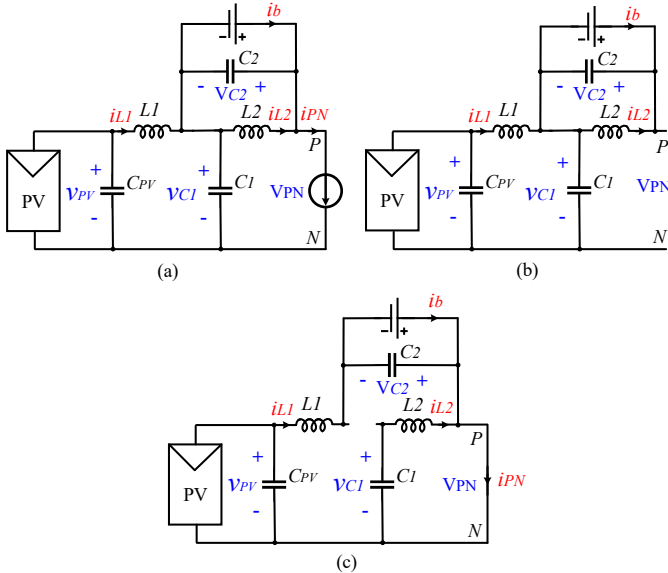 ib
- +
C2
- VC2 +
iL1 L1 L2 iL2 iPN
P
PV + vPV - CPV + vC1 - C1 VPN
N
(a)
ib
- +
C2
- VC2 +
iL1 L1 L2 iL2
P
PV + vPV - CPV + vC1 - C1 VPN
N
(b)
ib
- +
C2
- VC2 +
iL1 L1 L2 iL2
P
PV + vPV - CPV + vC1 - C1 VPN iPN
N
(c)